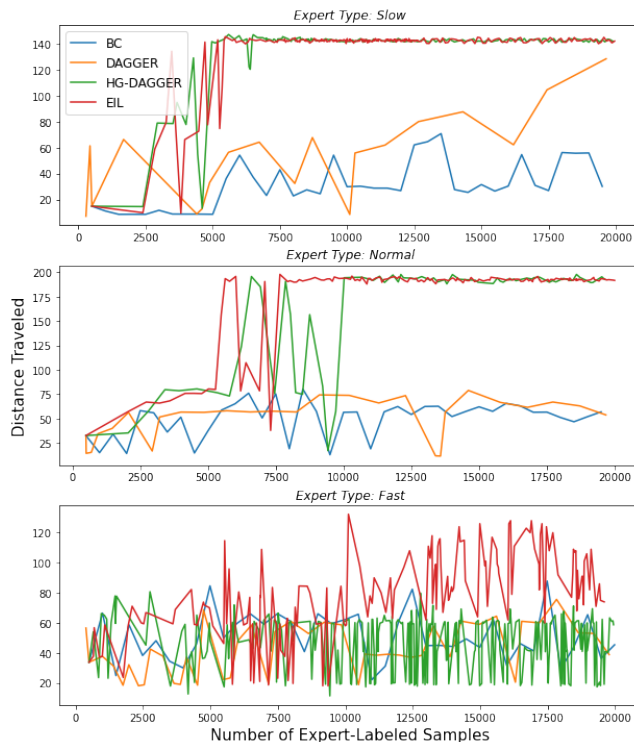 Expert Type: Slow
140
120
100
80
60
40
20
BC
DAGGER
HG-DAGGER
EIL
0 2500 5000 7500 10000 12500 15000 17500 20000
Expert Type: Normal
200
175
150
125
100
75
50
25
0 2500 5000 7500 10000 12500 15000 17500 20000
Distance Traveled
Expert Type: Fast
120
100
80
60
40
20
0 2500 5000 7500 10000 12500 15000 17500 20000
Number of Expert-Labeled Samples